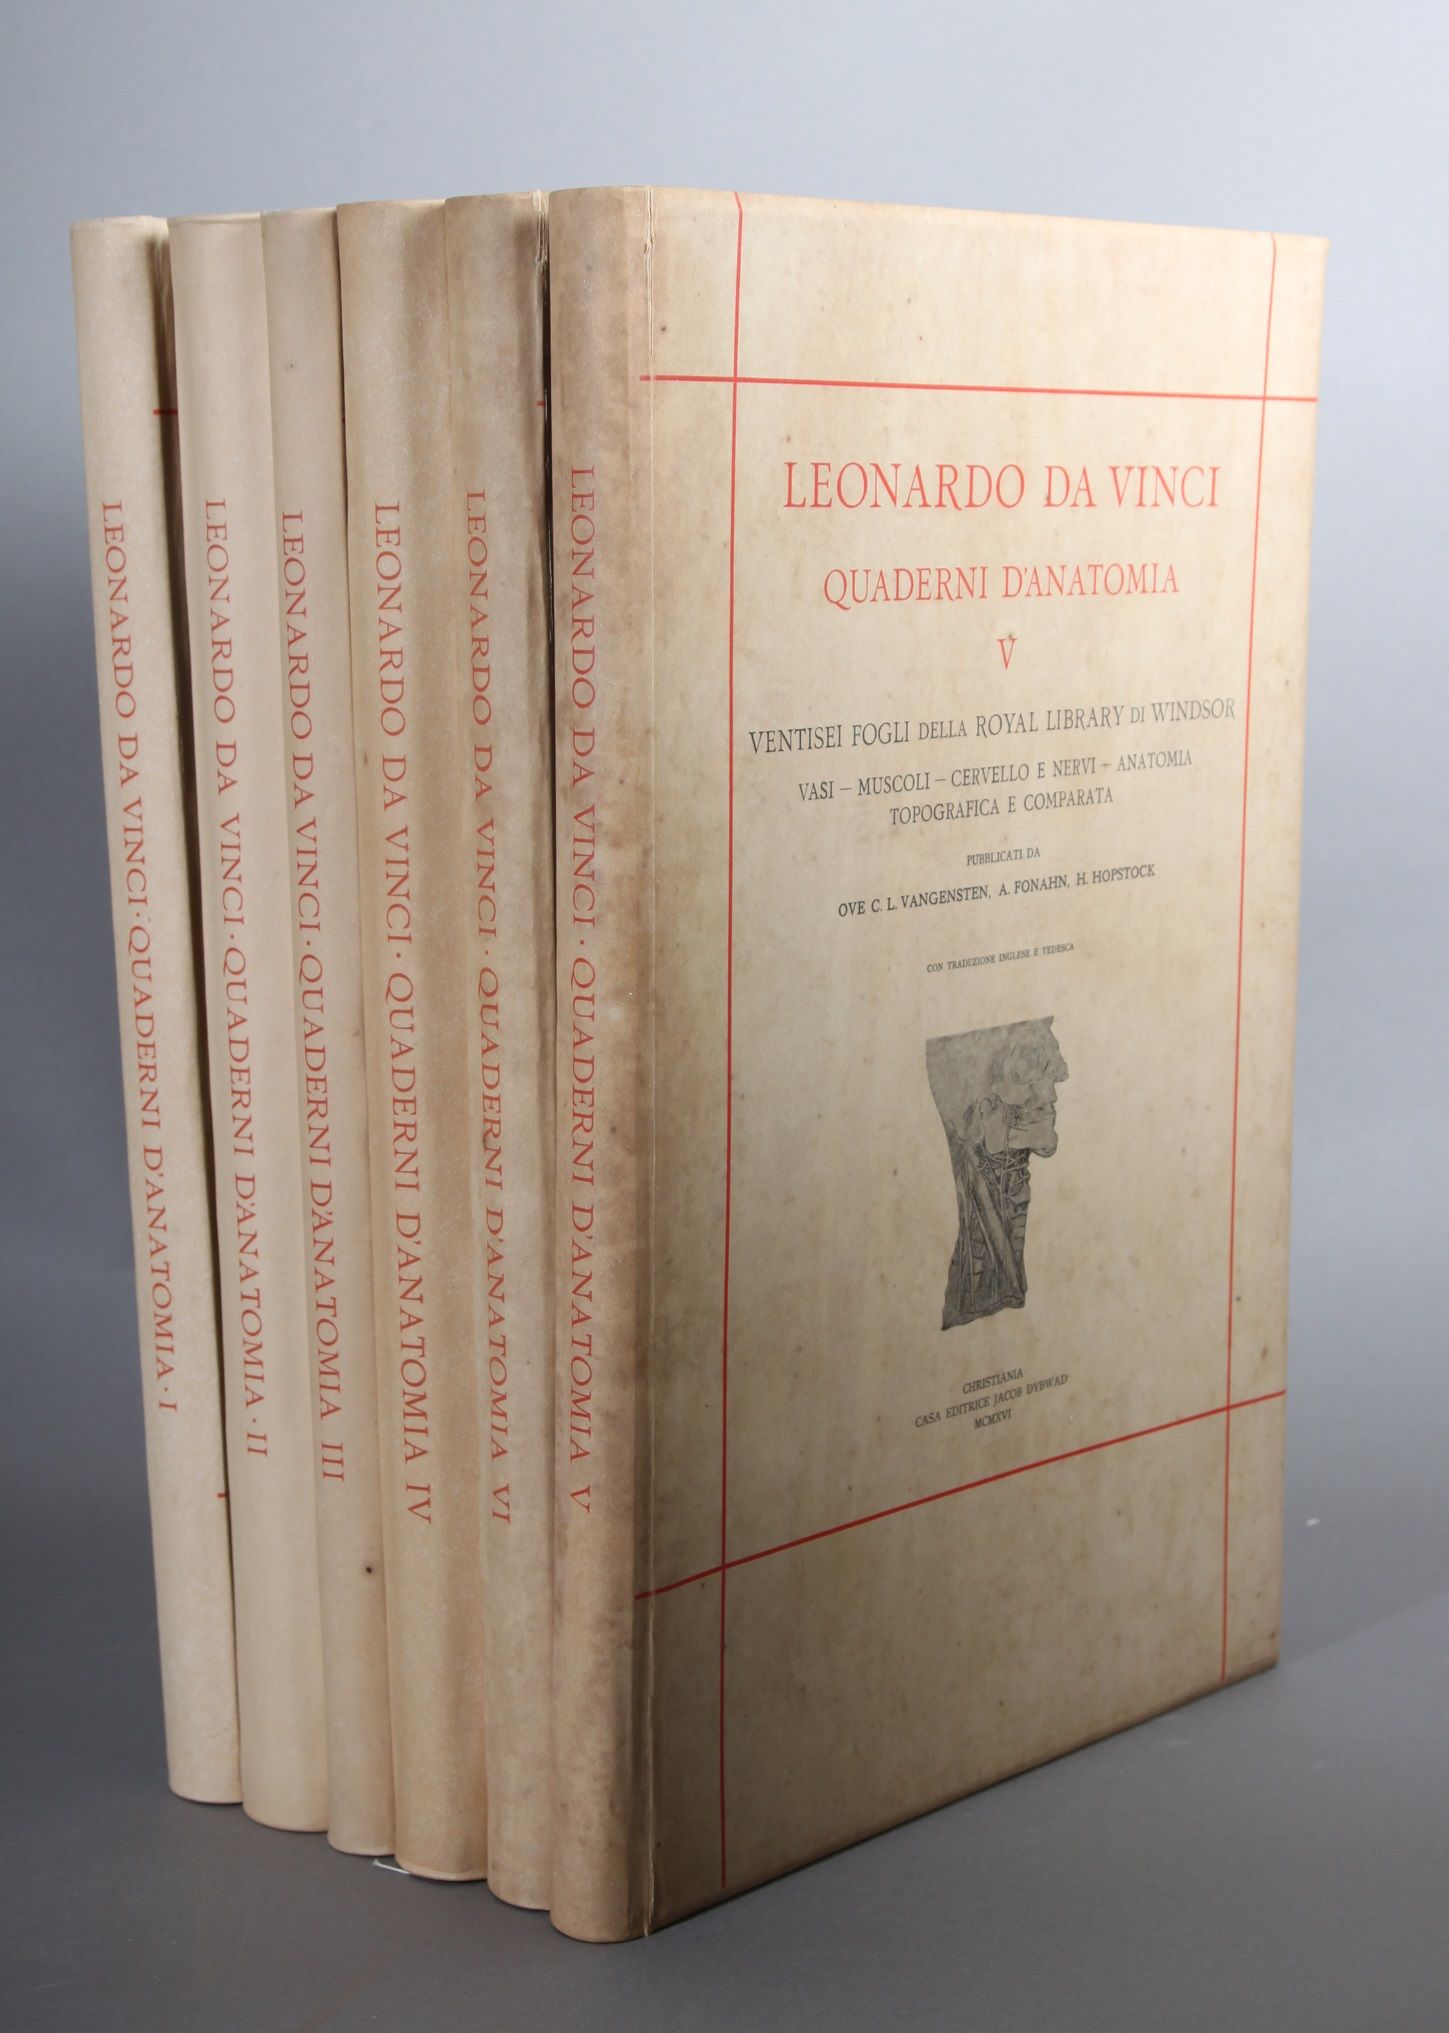 LEONARDO DA VINCI · QUADERNI D'ANATOMIA · I
LEONARDO DA VINCI · QUADERNI D'ANATOMIA · II
LEONARDO DA VINCI · QUADERNI D'ANATOMIA III
LEONARDO DA VINCI · QUADERNI D'ANATOMIA IV
LEONARDO DA VINCI · QUADERNI D'ANATOMIA VI
LEONARDO DA VINCI · QUADERNI D'ANATOMIA V
LEONARDO DA VINCI
QUADERNI D'ANATOMIA
V
VENTISEI FOGLI DELLA ROYAL LIBRARY DI WINDSOR
VASI – MUSCOLI – CERVELLO E NERVI – ANATOMIA
TOPOGRAFICA E COMPARATA
PUBBLICATI DA
OVE C. L. VANGENSTEN, A. FONAHN, H. HOPSTOCK
CON TRADUZIONE INGLESE E TEDESCA
CHRISTIANIA
CASA EDITRICE JACOB DYBWAD
MCMXVI